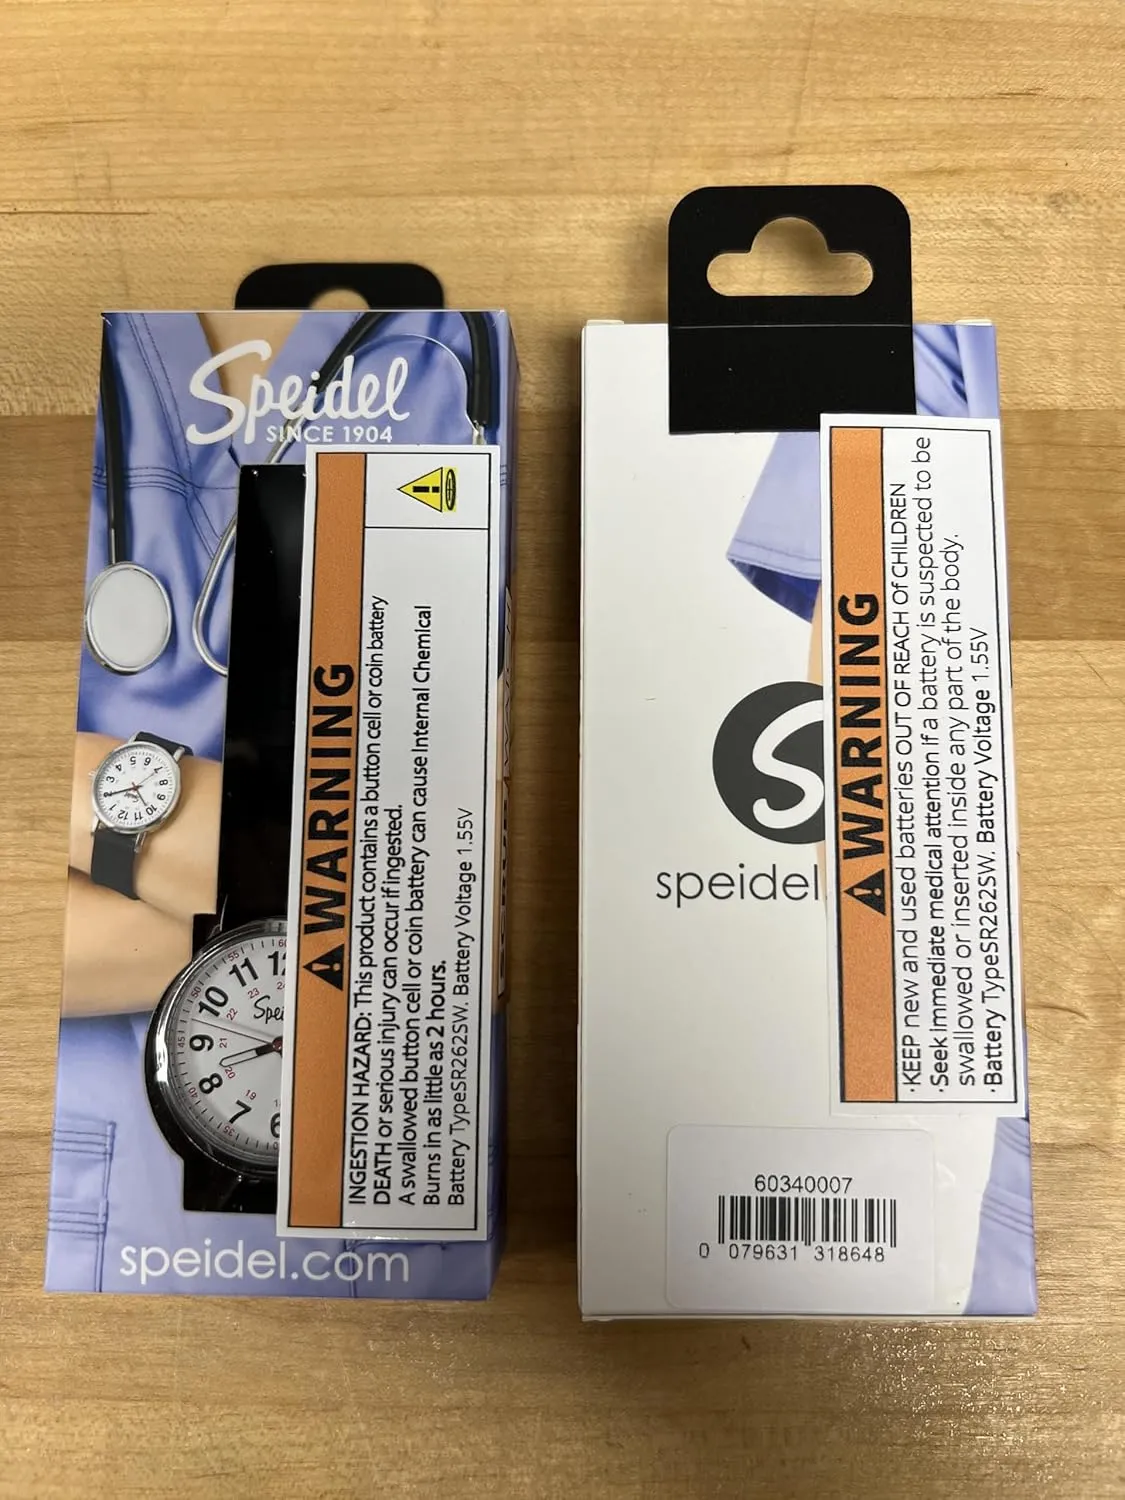 Speidel
SINCE 1904
WARNING
INGESTION HAZARD: This product contains a button cell or coin battery
DEATH or serious injury can occur if ingested.
A swallowed button cell or coin battery can cause Internal Chemical
Burns in as little as 2 hours.
Battery TypeSR262SW. Battery Voltage 1.55V
speidel.com
WARNING
·KEEP new and used batteries OUT OF REACH Of CHILDREN
·Seek Immediate medical attention if a battery is suspected to be
swallowed or inserted inside any part of the body.
·Battery TypeSR262SW. Battery Voltage 1.55V
S
speidel.
60340007
0 079631 318648